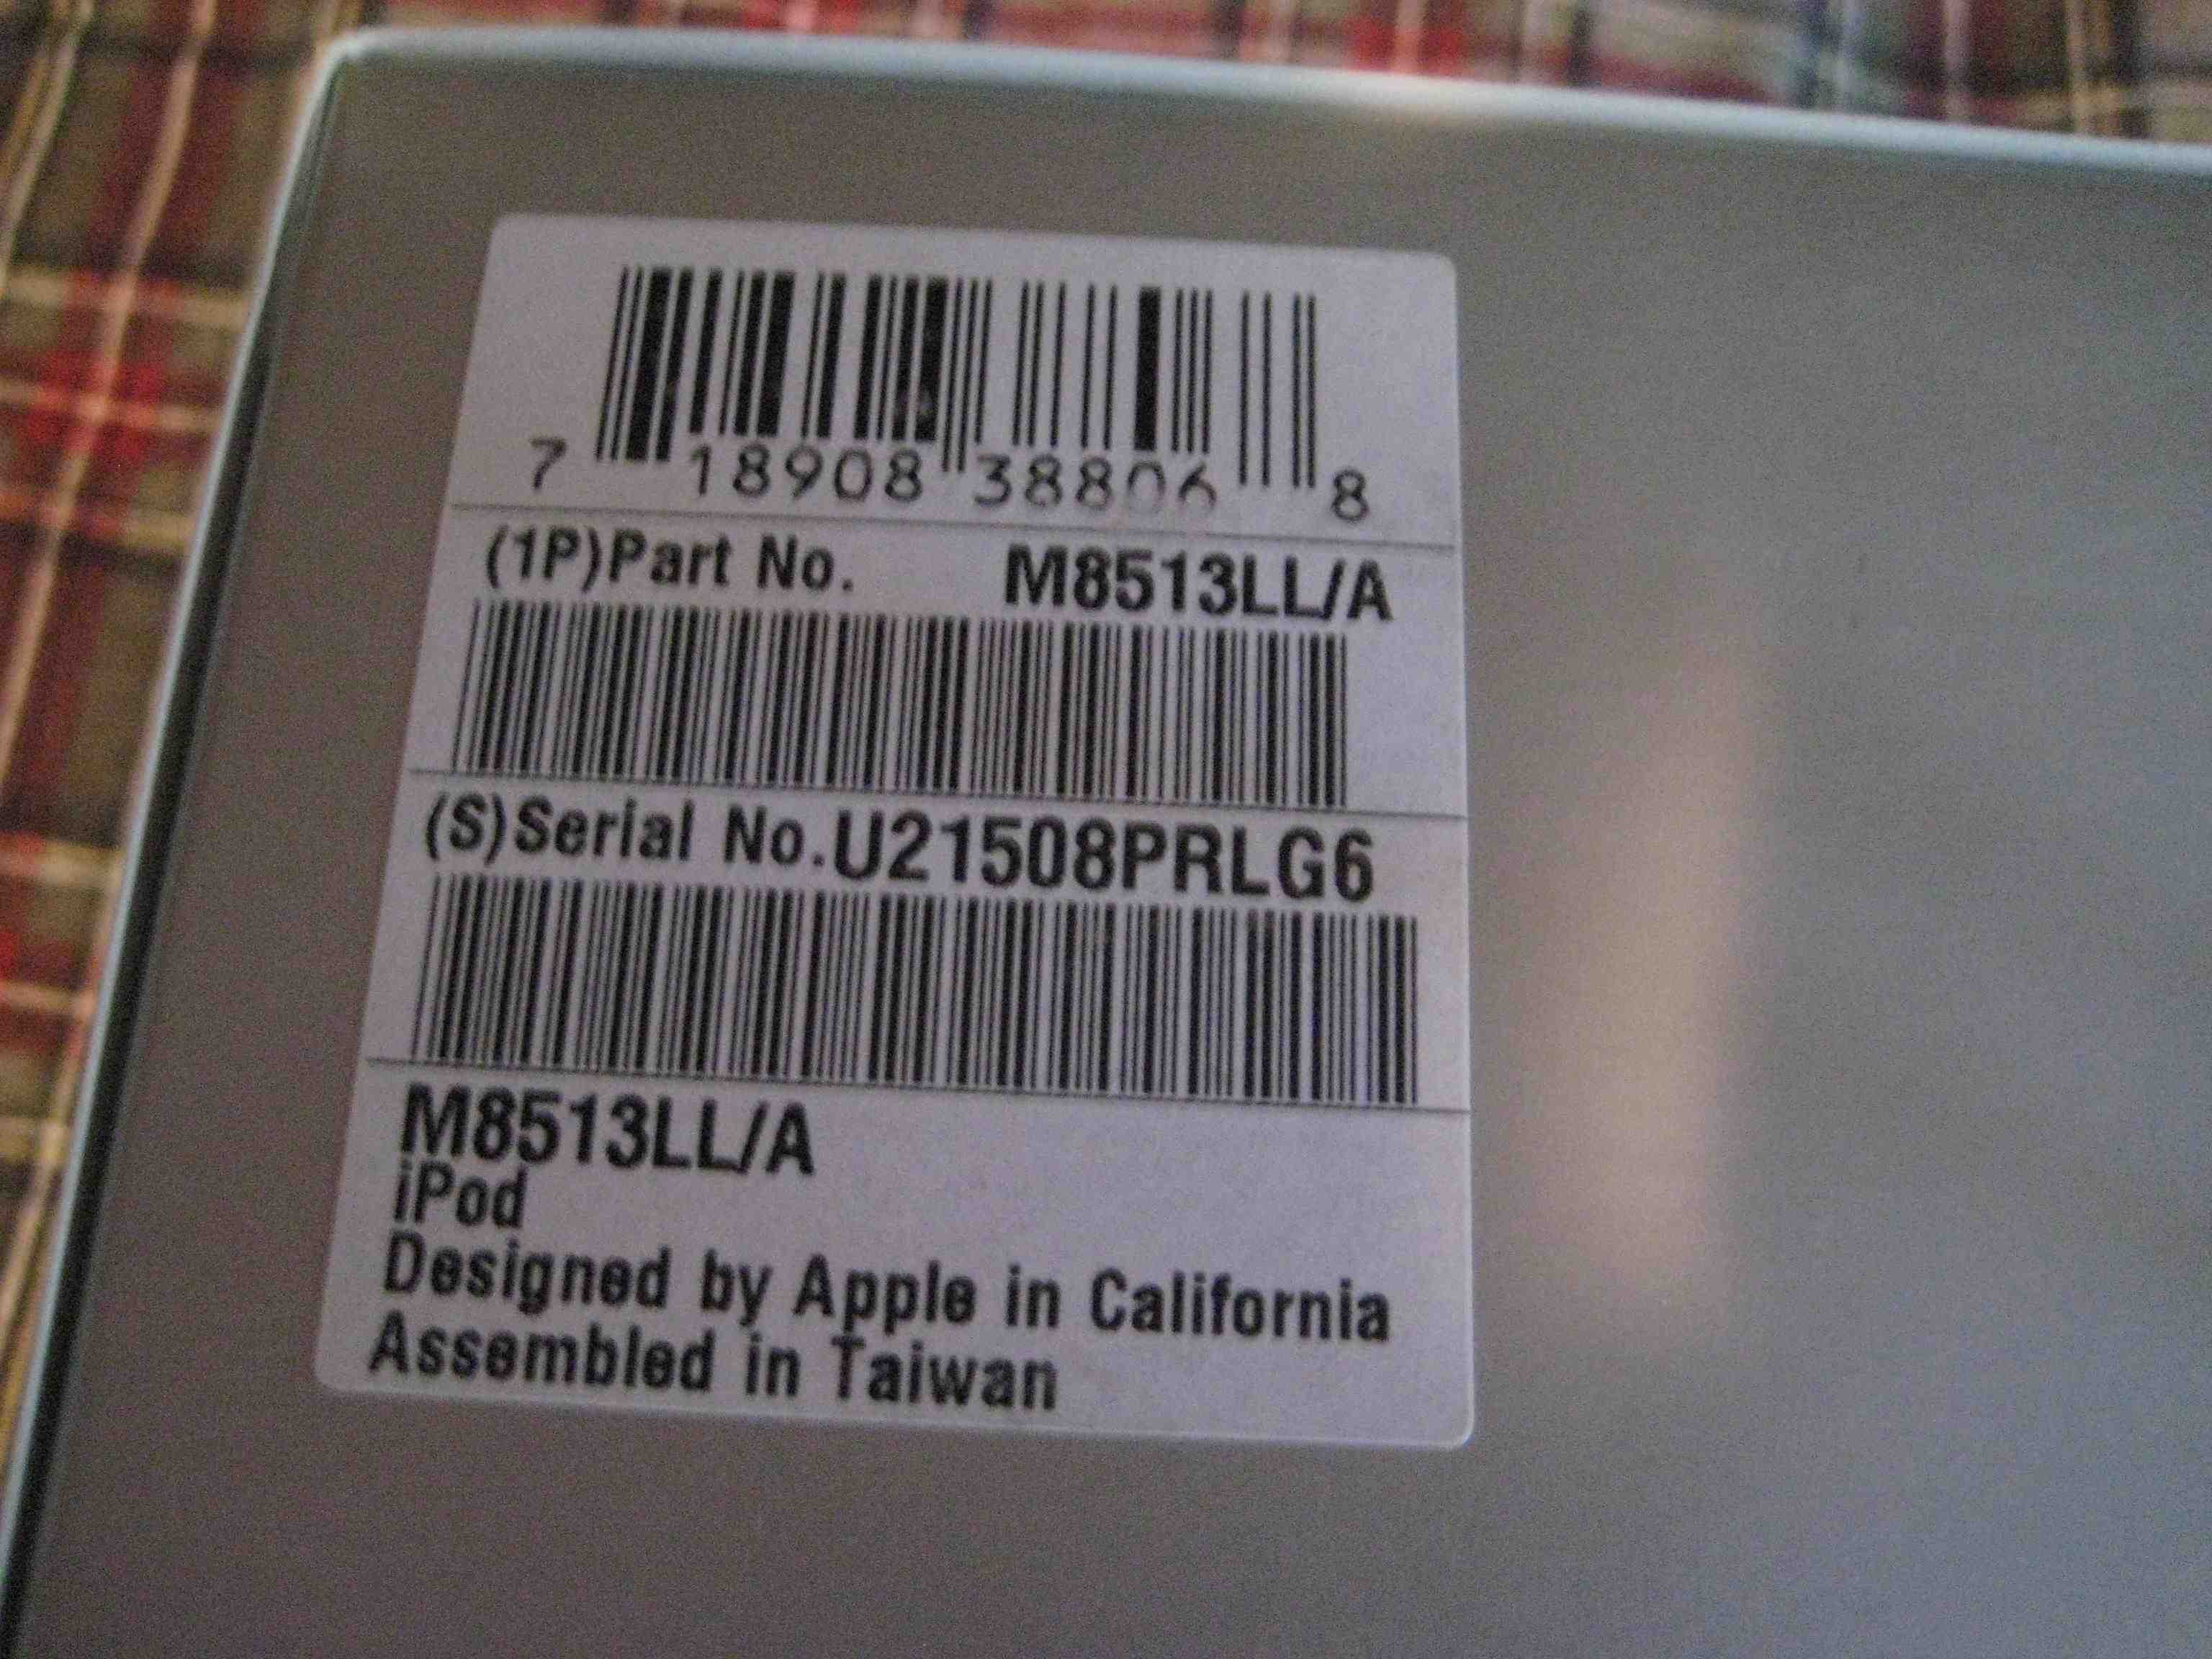 7 18908 38806 8
(1P)Part No. M8513LL/A
(S)Serial No.U21508PRLG6
M8513LL/A
iPod
Designed by Apple in California
Assembled in Taiwan